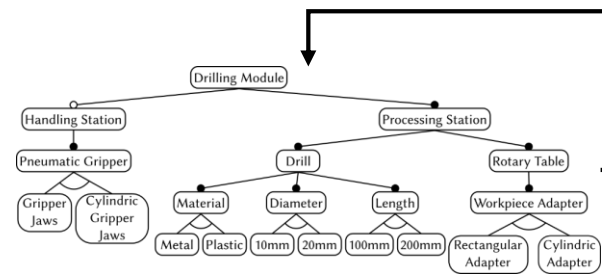 Drilling Module
Handling Station
Processing Station
Pneumatic Gripper
Drill
Rotary Table
Gripper
Jaws
Cylindric
Gripper
Jaws
Material
Diameter
Length
Workpiece Adapter
Metal
Plastic
10mm
20mm
100mm
200mm
Rectangular
Adapter
Cylindric
Adapter